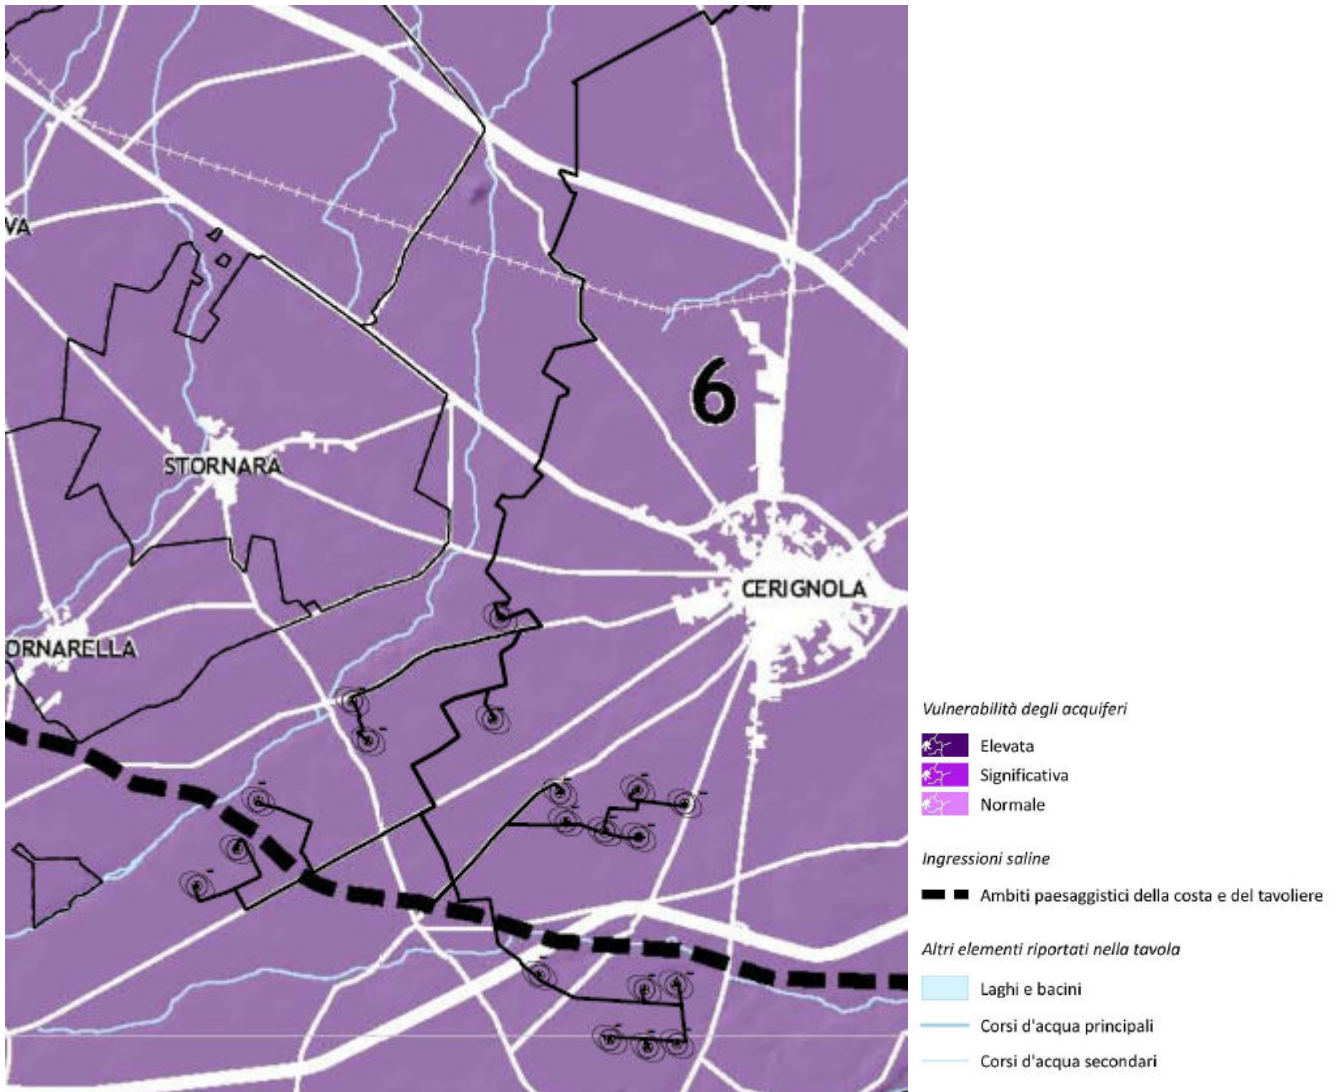 VA
6
STORNARA
CERIGNOLA
ORNARELLA
Vulnerabilità degli acquiferi
Elevata
Significativa
Normale
Ingressioni saline
Ambiti paesaggistici della costa e del tavoliere
Altri elementi riportati nella tavola
Laghi e bacini
Corsi d'acqua principali
Corsi d'acqua secondari